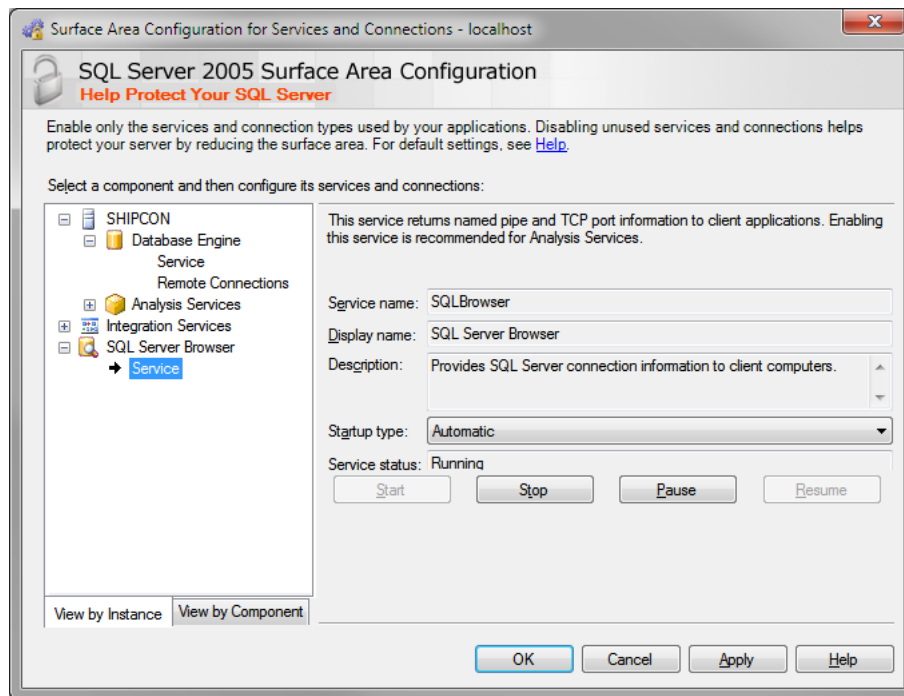 Surface Area Configuration for Services and Connections - localhost
SQL Server 2005 Surface Area Configuration
Help Protect Your SQL Server
Enable only the services and connection types used by your applications. Disabling unused services and connections helps
protect your server by reducing the surface area. For default settings, see Help.
Select a component and then configure its services and connections:
SHIPCON
Database Engine
Service
Remote Connections
Analysis Services
Integration Services
SQL Server Browser
Service
View by Instance
View by Component
This service returns named pipe and TCP port information to client applications. Enabling
this service is recommended for Analysis Services.
Service name: SQLBrowser
Display name: SQL Server Browser
Description: Provides SQL Server connection information to client computers.
Startup type: Automatic
Service status: Running
Start Stop Pause Resume
OK Cancel Apply Help